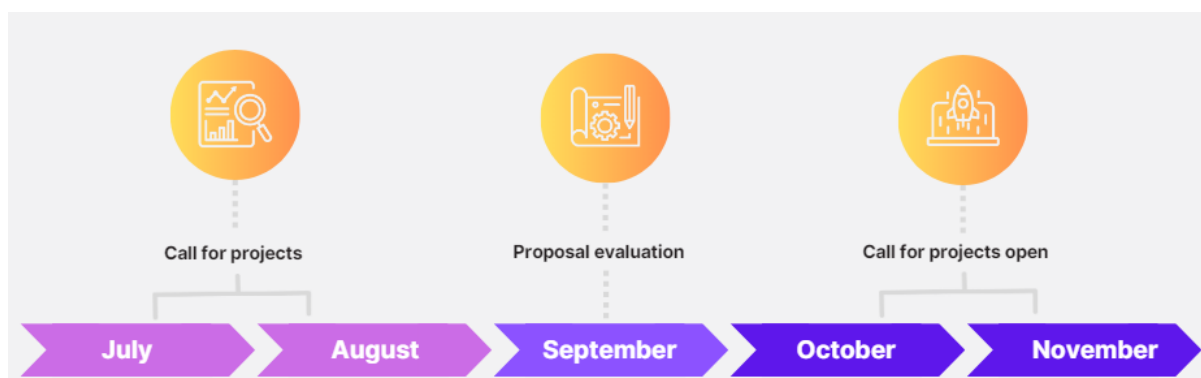 Call for projects
Proposal evaluation
Call for projects open
July
August
September
October
November